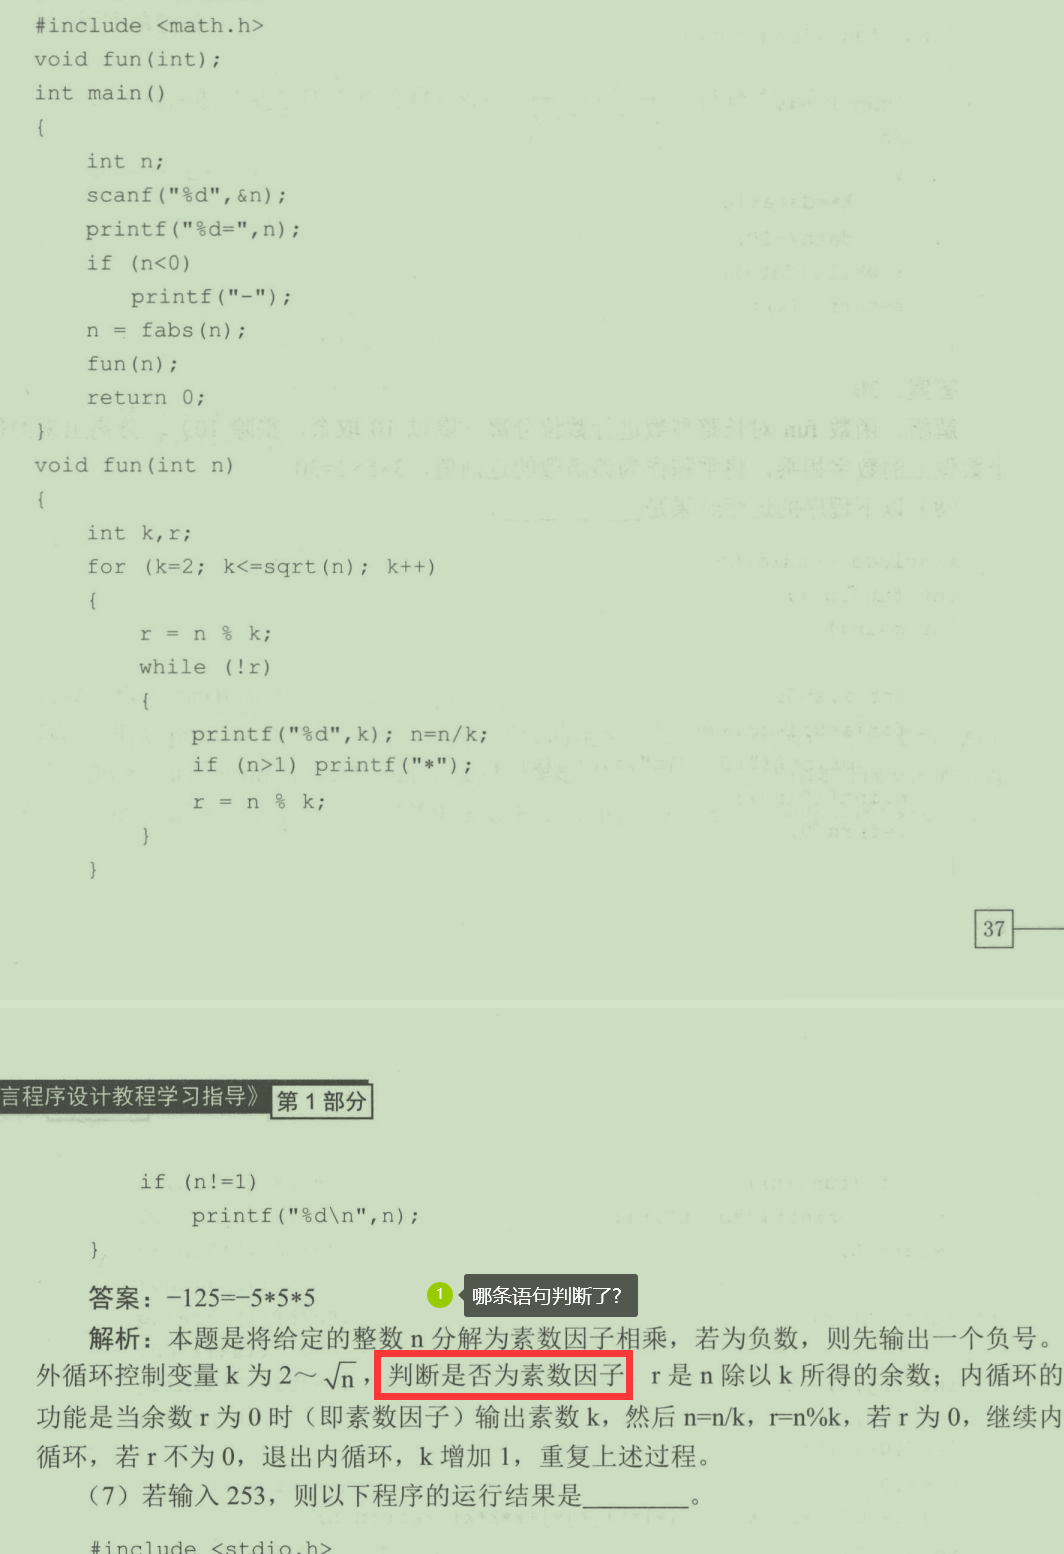 #include <math.h>
void fun(int);
int main()
{
int n;
scanf("%d",&n);
printf("%d=",n);
if (n<0)
printf("-");
n = fabs(n);
fun(n);
return 0;
}
void fun(int n)
{
int k,r;
for (k=2; k<=sqrt(n); k++)
{
r = n % k;
while (!r)
{
printf("%d",k); n=n/k;
if (n>1) printf("*");
r = n % k;
}
}
37
言程序设计教程学习指导》 第 1 部分
if (n!=1)
printf("%d\n",n);
}
答案：−125=−5*5*5
1 哪条语句判断了?
解析：本题是将给定的整数 n 分解为素数因子相乘，若为负数，则先输出一个负号。
外循环控制变量 k 为 2～√n，判断是否为素数因子 r 是 n 除以 k 所得的余数；内循环的
功能是当余数 r 为 0 时（即素数因子）输出素数 k，然后 n=n/k，r=n%k，若 r 为 0，继续内
循环，若 r 不为 0，退出内循环，k 增加 1，重复上述过程。
（7）若输入 253，则以下程序的运行结果是________。
#include <stdio.h>